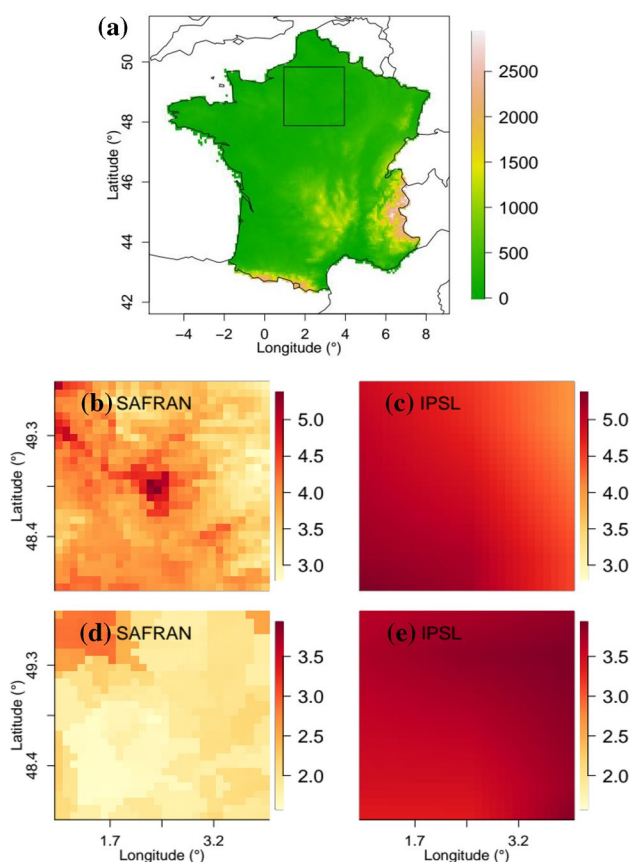 (a)
50
48
46
44
42
Latitude (°)
−4 −2 0 2 4 6 8
Longitude (°)
2500
2000
1500
1000
500
0
(b) SAFRAN
49.3
48.4
Latitude (°)
5.0
4.5
4.0
3.5
3.0
(c) IPSL
5.0
4.5
4.0
3.5
3.0
(d) SAFRAN
49.3
48.4
Latitude (°)
1.7 3.2
Longitude (°)
3.5
3.0
2.5
2.0
(e) IPSL
1.7 3.2
Longitude (°)
3.5
3.0
2.5
2.0